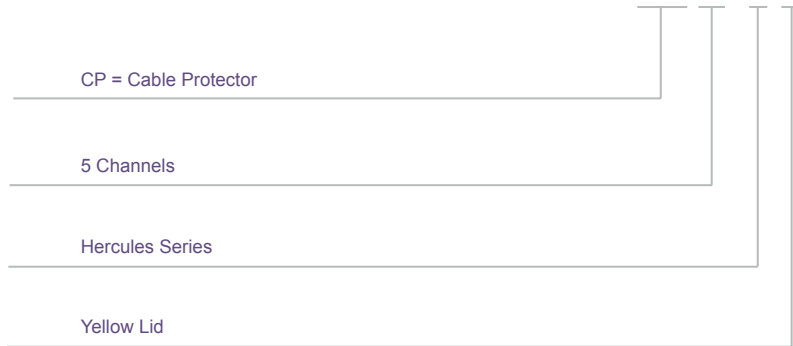 CP = Cable Protector
5 Channels
Hercules Series
Yellow Lid